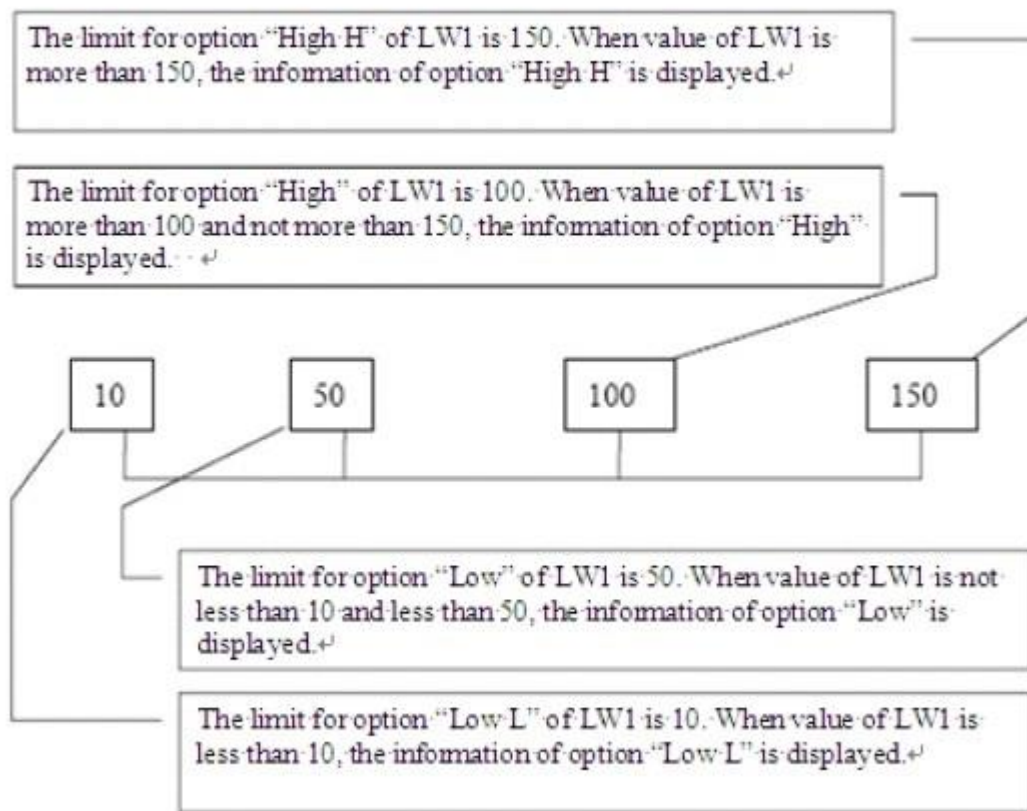 The limit for option “High H” of LW1 is 150. When value of LW1 is
more than 150, the information of option “High H” is displayed.↵
The limit for option “High” of LW1 is 100. When value of LW1 is
more than 100 and not more than 150, the information of option “High”
is displayed. ↵
10 50 100 150
The limit for option “Low” of LW1 is 50. When value of LW1 is not
less than 10 and less than 50, the information of option “Low” is
displayed.↵
The limit for option “Low L” of LW1 is 10. When value of LW1 is
less than 10, the information of option “Low L” is displayed.↵